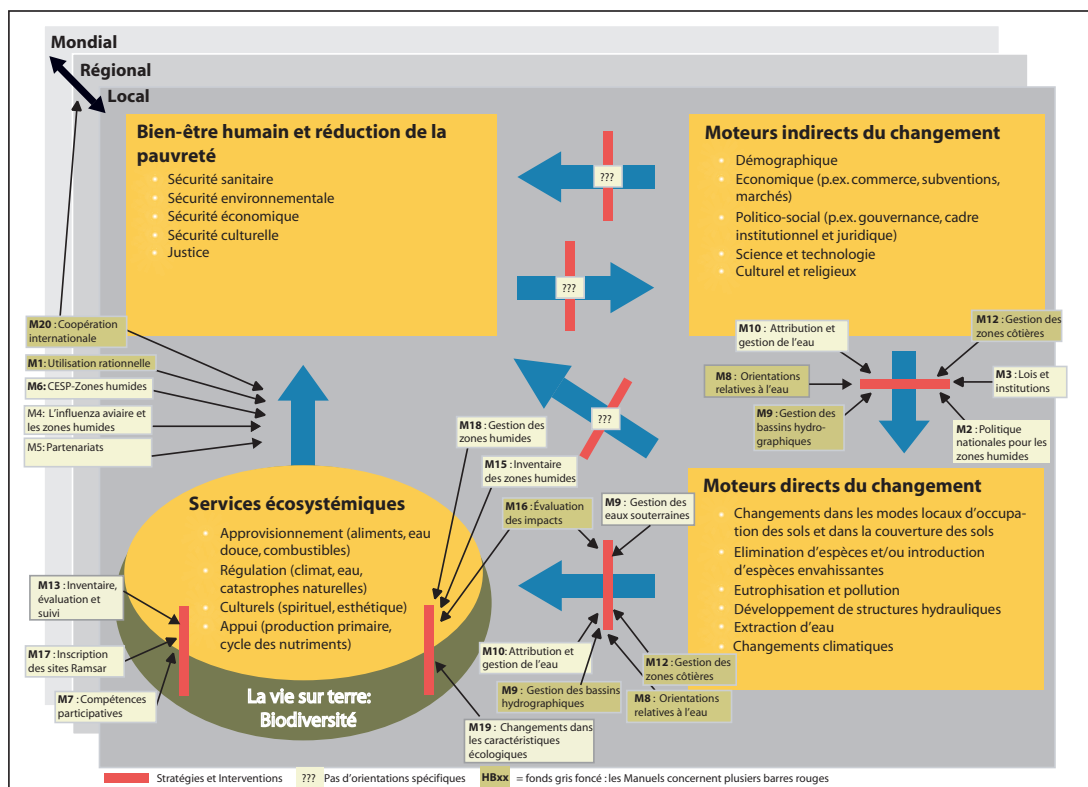 Mondial
Régional
Local
Bien-être humain et réduction de la
pauvreté
• Sécurité sanitaire
• Sécurité environnementale
• Sécurité économique
• Sécurité culturelle
• Justice
???
???
Moteurs indirects du changement
• Démographique
• Economique (p.ex. commerce, subventions,
marchés)
• Politico-social (p.ex. gouvernance, cadre
institutionnel et juridique)
• Science et technologie
• Culturel et religieux
M20 : Coopération
internationale
M1: Utilisation rationnelle
M6: CESP-Zones humides
M4: L'influenza aviaire et
les zones humides
M5: Partenariats
M10 : Attribution et
gestion de l'eau
M12 : Gestion des
zones côtières
M8 : Orientations
relatives à l'eau
M3 : Lois et
institutions
M9 : Gestion des
bassins hydro-
graphiques
M2 : Politique
nationales pour les
zones humides
???
M18 : Gestion des
zones humides
M15 : Inventaire
des zones humides
M16 : Évaluation
des impacts
M9 : Gestion des
eaux souterraines
Services écosystémiques
• Approvisionnement (aliments, eau
douce, combustibles)
• Régulation (climat, eau,
catastrophes naturelles)
• Culturels (spirituel, esthétique)
• Appui (production primaire,
cycle des nutriments)
La vie sur terre:
Biodiversité
M13 : Inventaire,
évaluation et
suivi
M17 : Inscription
des sites Ramsar
M7 : Compétences
participatives
Moteurs directs du changement
• Changements dans les modes locaux d'occupa-
tion des sols et dans la couverture des sols
• Elimination d'espèces et/ou introduction
d'espèces envahissantes
• Eutrophisation et pollution
• Développement de structures hydrauliques
• Extraction d'eau
• Changements climatiques
M10: Attribution et
gestion de l'eau
M12 : Gestion des
zones côtières
M9 : Gestion des bassins
hydrographiques
M8 : Orientations
relatives à l'eau
M19 : Changements dans
les caractéristiques
écologiques
Stratégies et Interventions
??? Pas d'orientations spécifiques
HBxx = fonds gris foncé : les Manuels concernent plusiers barres rouges